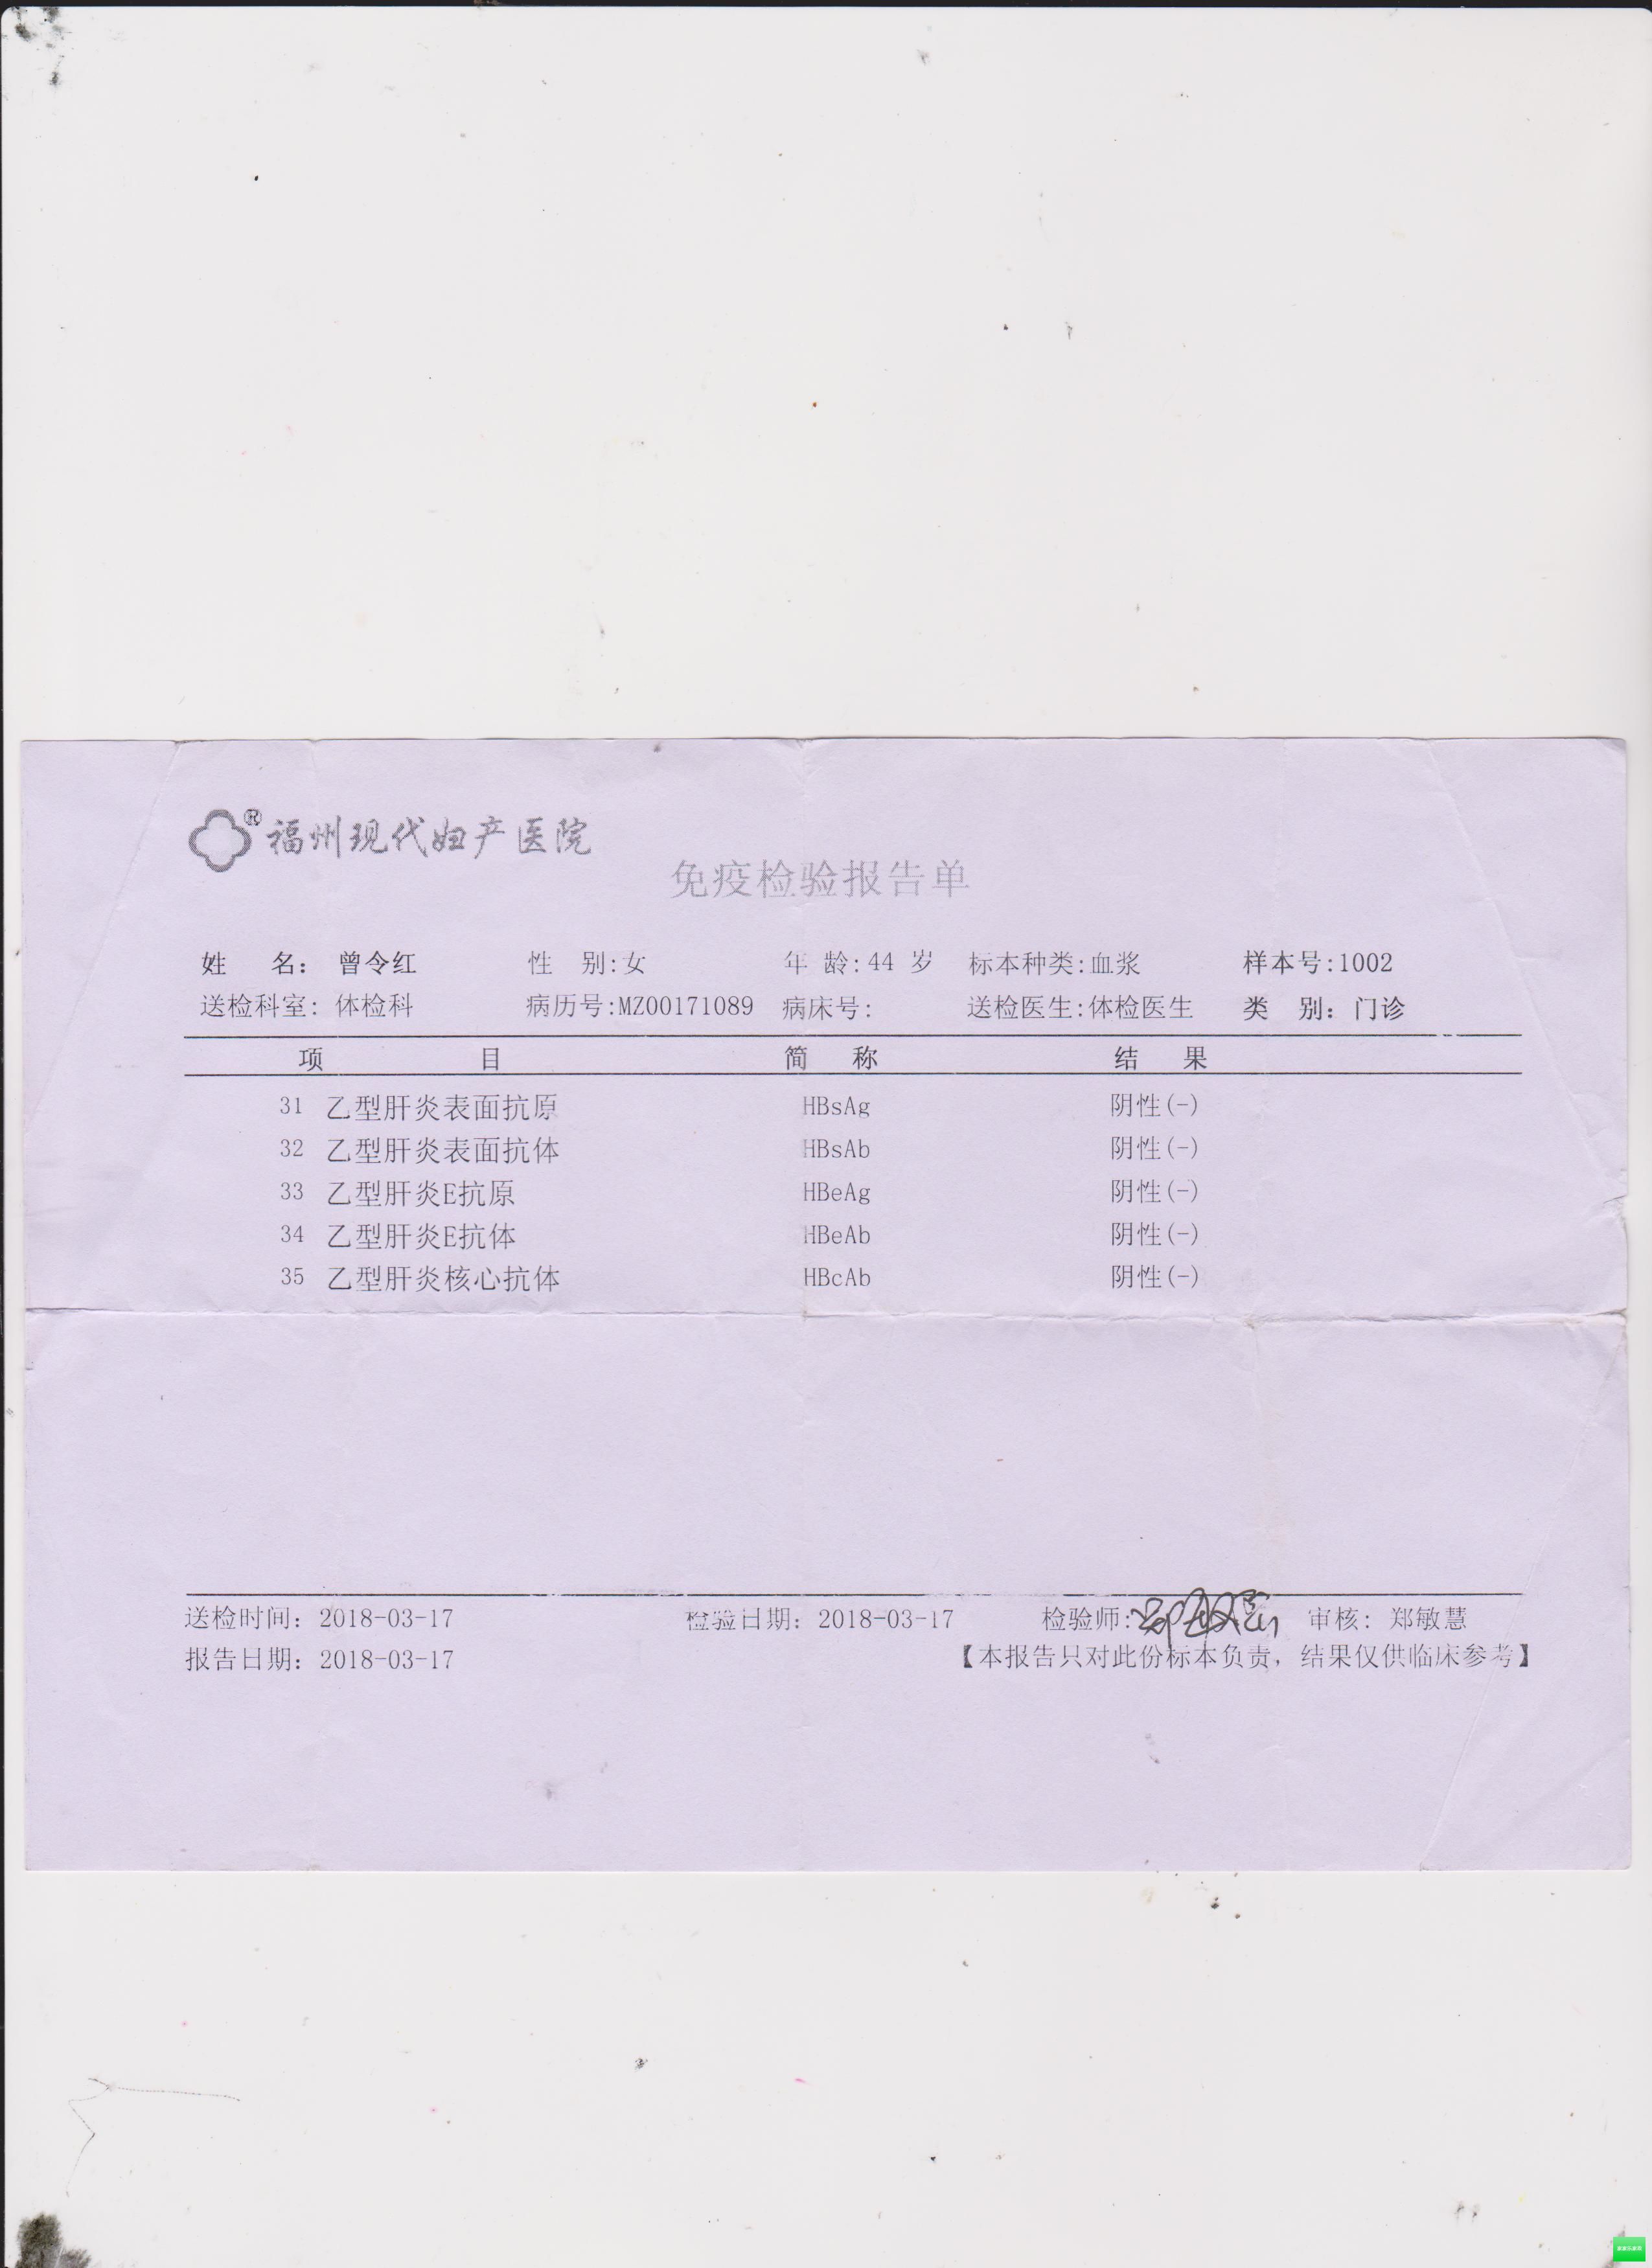 ®福州现代妇产医院
免疫检验报告单
姓 名: 曾令红 性 别:女 年 龄:44 岁 标本种类:血浆 样本号:1002
送检科室: 体检科 病历号:MZ00171089 病床号: 送检医生:体检医生 类 别: 门诊
项 目 简 称 结 果
31 乙型肝炎表面抗原 HBsAg 阴性(-)
32 乙型肝炎表面抗体 HBsAb 阴性(-)
33 乙型肝炎E抗原 HBeAg 阴性(-)
34 乙型肝炎E抗体 HBeAb 阴性(-)
35 乙型肝炎核心抗体 HBcAb 阴性(-)
送检时间: 2018-03-17 检验日期: 2018-03-17 检验师: 审核: 郑敏慧
报告日期: 2018-03-17 【本报告只对此份标本负责, 结果仅供临床参考】